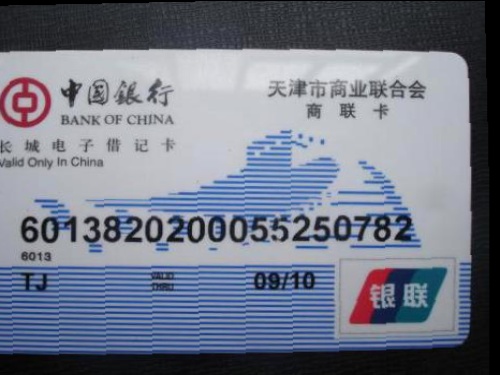 中国银行
BANK OF CHINA
天津市商业联合会
商联卡
长城电子借记卡
Valid Only In China
6013820200055250782
6013
TJ VALID THRU 09/10
银联